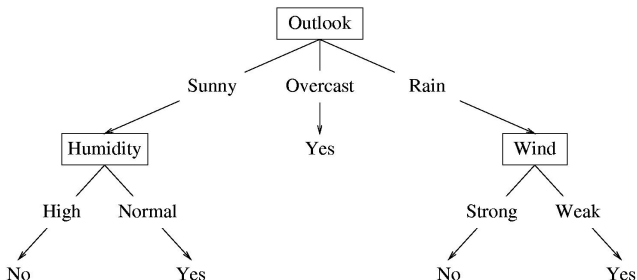 Outlook
Sunny Overcast Rain
Humidity Yes Wind
High Normal Strong Weak
No Yes No Yes